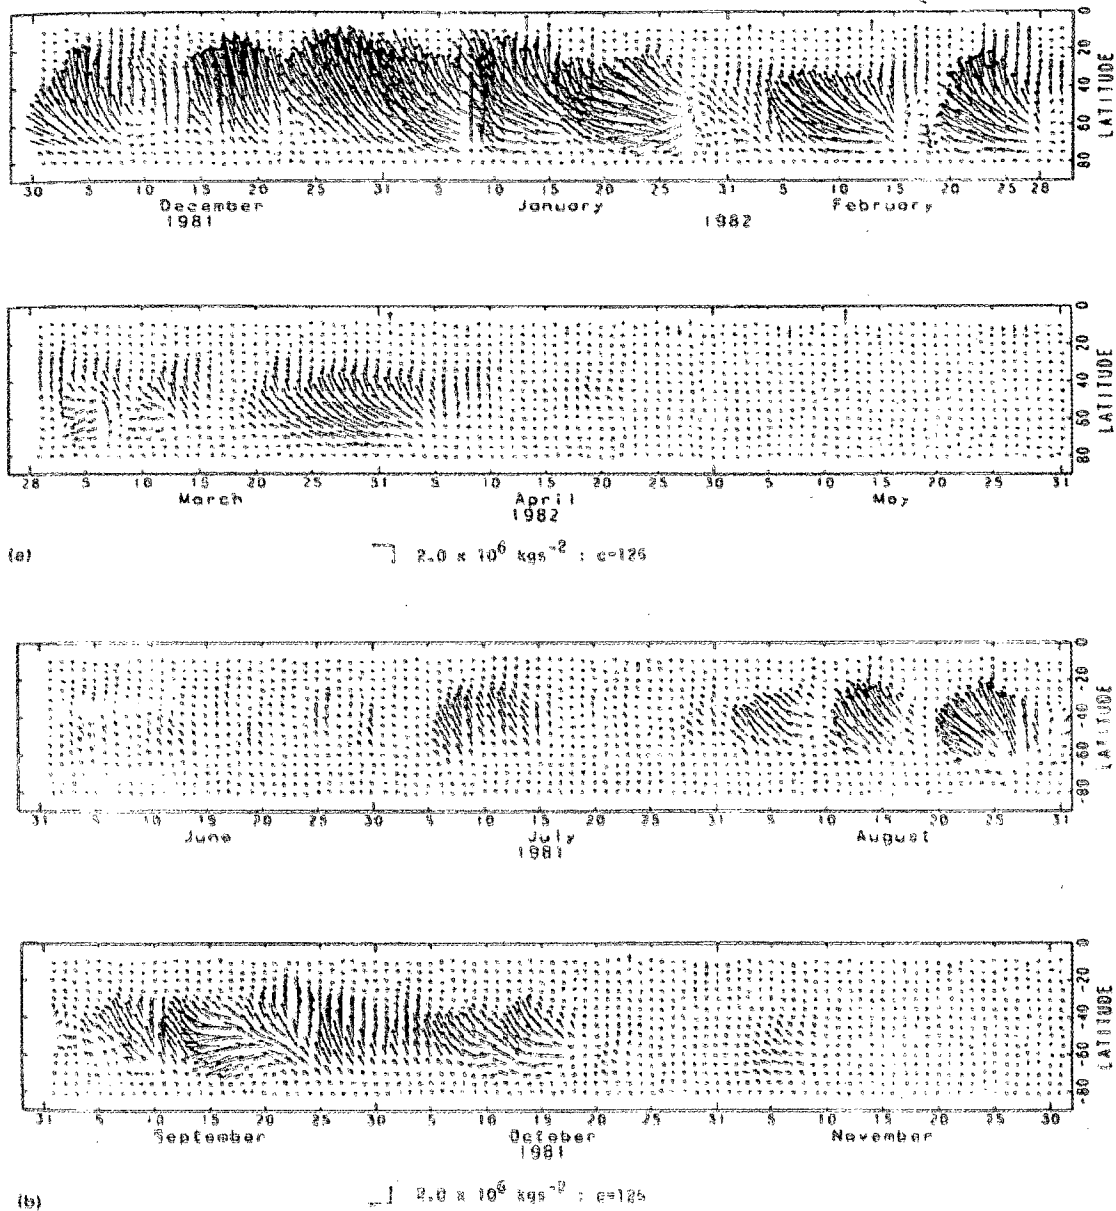 0 20 40 60 80
LATITUDE
30 5 10 15 20 25 31 5 10 15 20 25 31 5 10 15 20 25 28
December January February
1981 1982
0 20 40 60 80
LATITUDE
28 5 10 15 20 25 31 5 10 15 20 25 30 5 10 15 20 25 31
March April May
1982
(a) 2.0 x 10^6 kgs^-2 : c=125
0 -20 -40 -60 -80
LATITUDE
31 5 10 15 20 25 30 5 10 15 20 25 31 5 10 15 20 25 31
June July August
1981
0 -20 -40 -60 -80
LATITUDE
31 5 10 15 20 25 30 5 10 15 20 25 31 5 10 15 20 25 30
September October November
1981
(b) 2.0 x 10^6 kgs^-2 : c=125